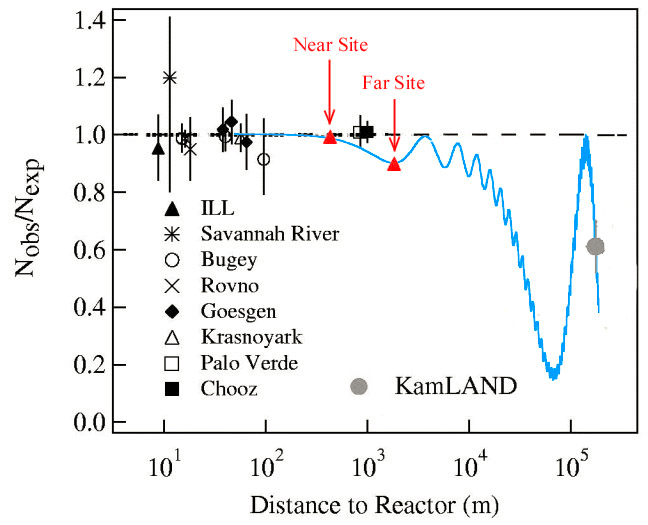 1.4
1.2
1.0
0.8
0.6
0.4
0.2
0.0
Nobs/Nexp
Near Site
Far Site
ILL
Savannah River
Bugey
Rovno
Goesgen
Krasnoyark
Palo Verde
Chooz
KamLAND
10¹ 10² 10³ 10⁴ 10⁵
Distance to Reactor (m)